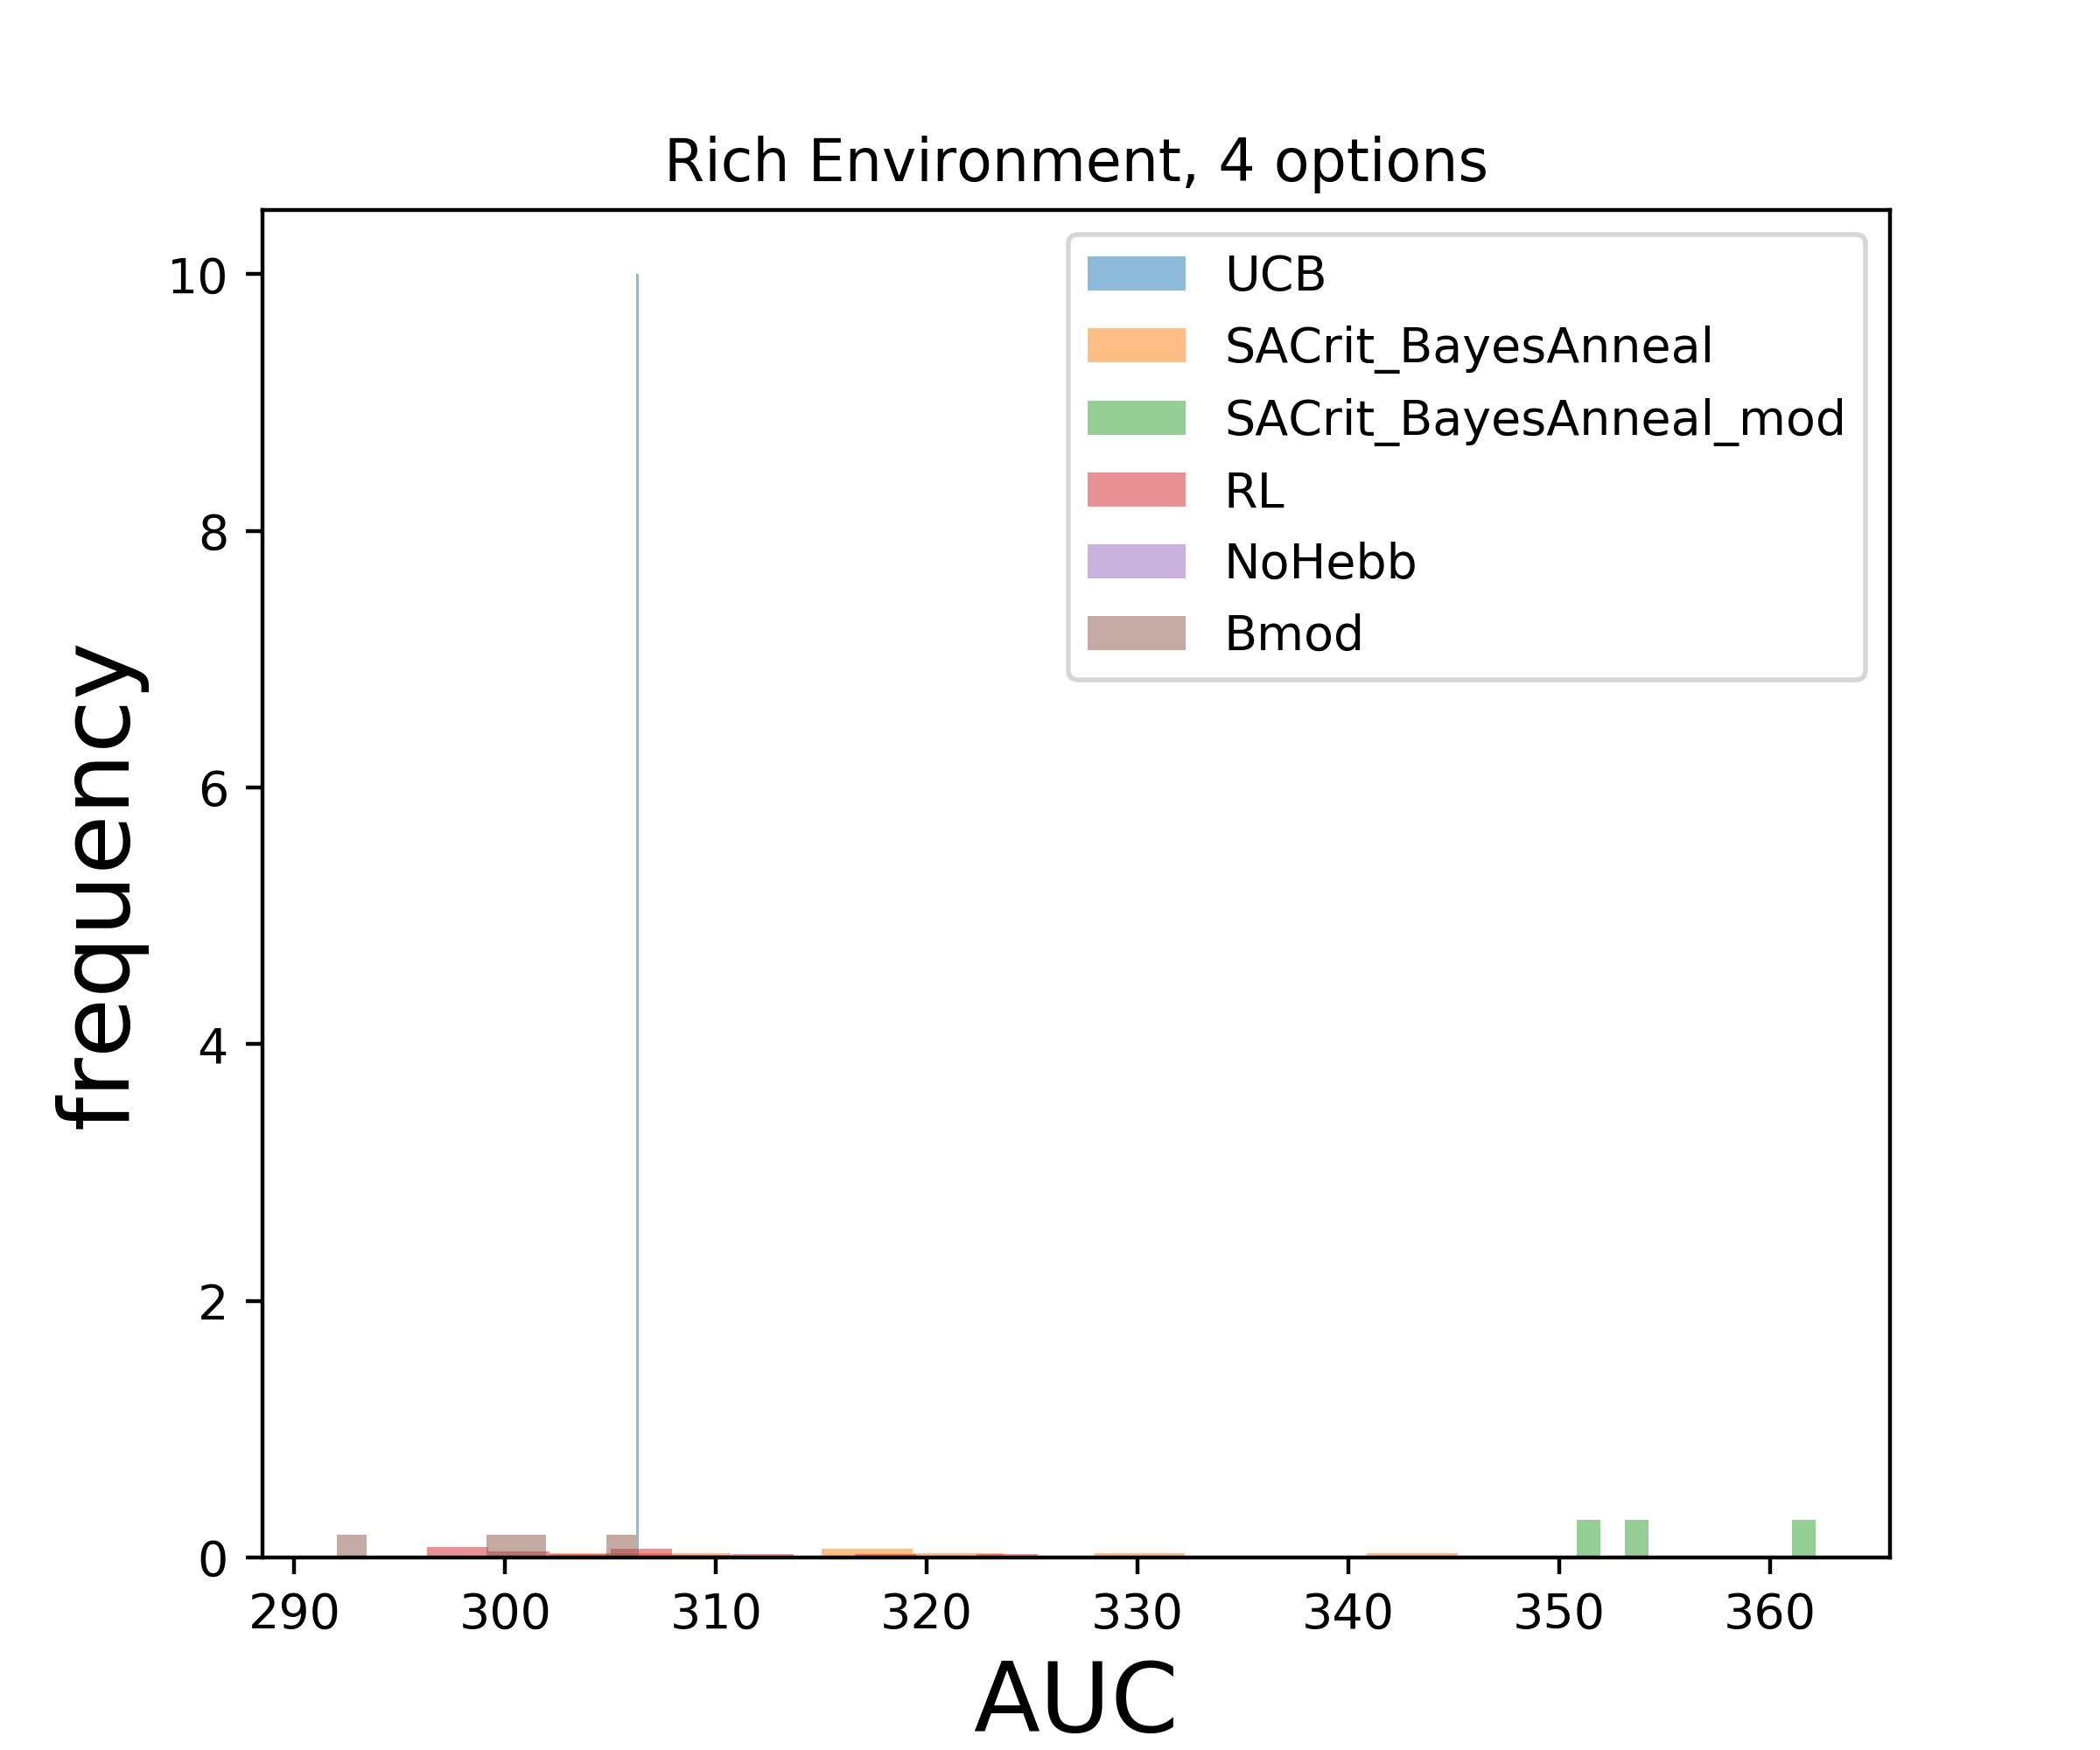 Rich Environment, 4 options
UCB
SACrit_BayesAnneal
SACrit_BayesAnneal_mod
RL
NoHebb
Bmod
frequency
10
8
6
4
2
0
290 300 310 320 330 340 350 360
AUC